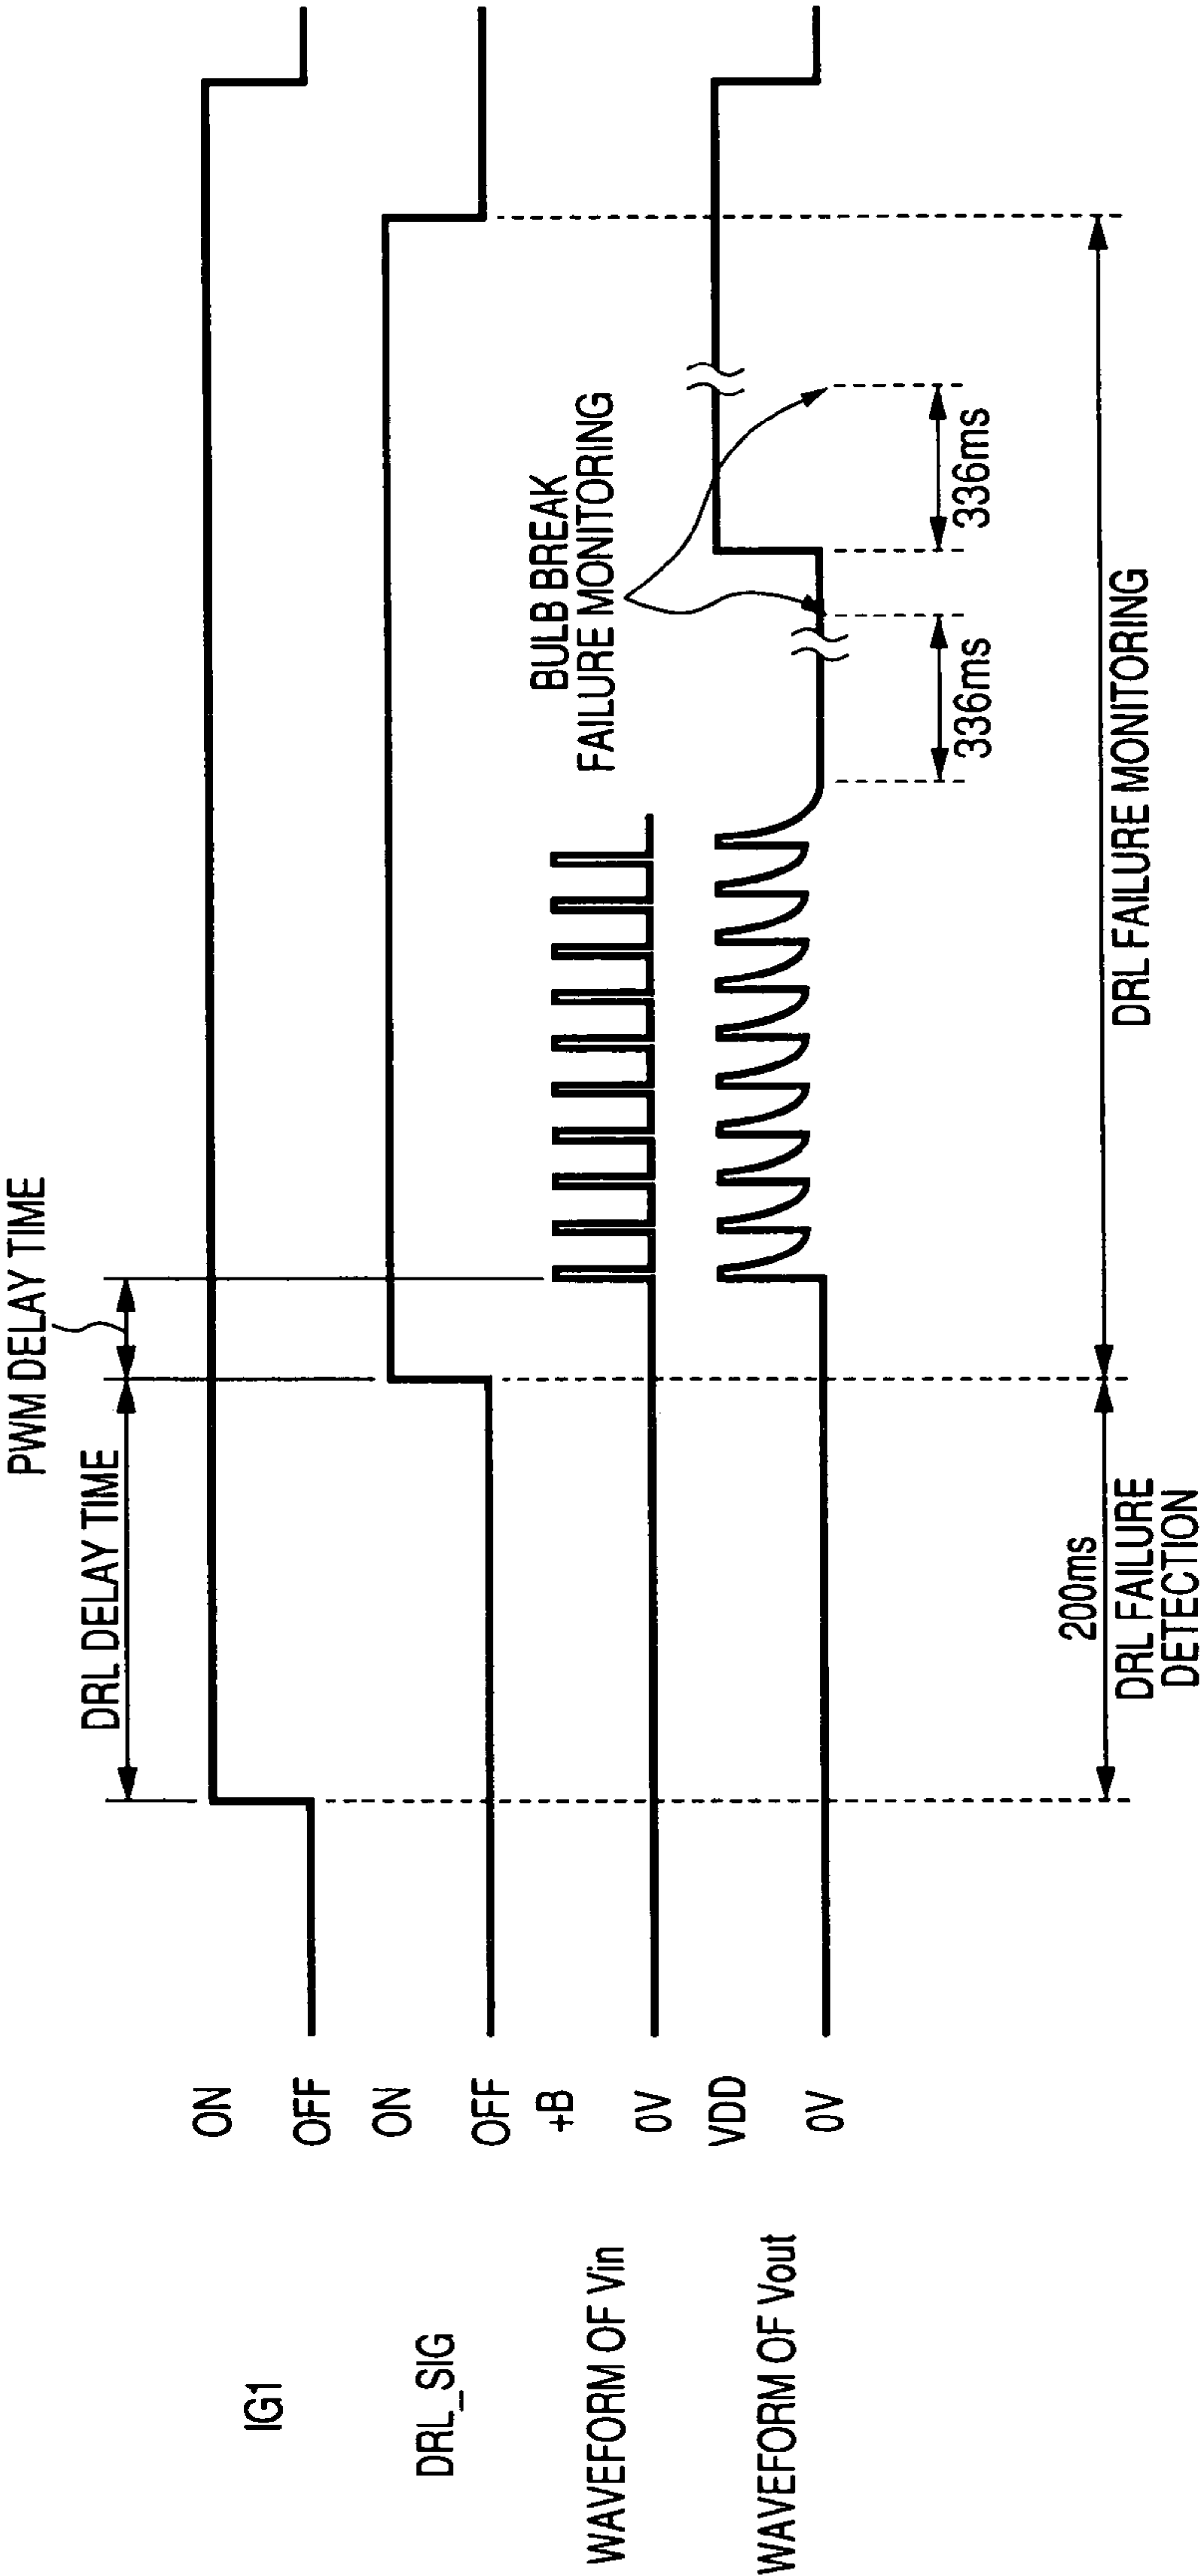 PWM DELAY TIME
DRL DELAY TIME
IG1
ON
OFF
DRL_SIG
ON
OFF
WAVEFORM OF Vin
+B
0V
BULB BREAK
FAILURE MONITORING
WAVEFORM OF Vout
VDD
0V
336ms
336ms
200ms
DRL FAILURE
DETECTION
DRL FAILURE MONITORING